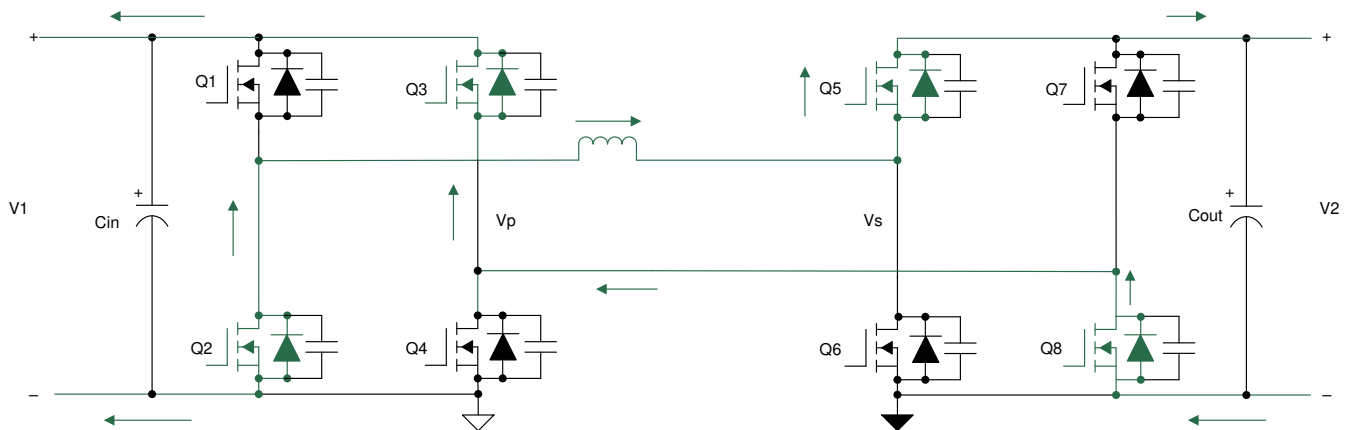 +
Q1
Q3
Q5
Q7
+
V1
+
Cin
Vp
Vs
+
Cout
V2
Q2
Q4
Q6
Q8
–
–